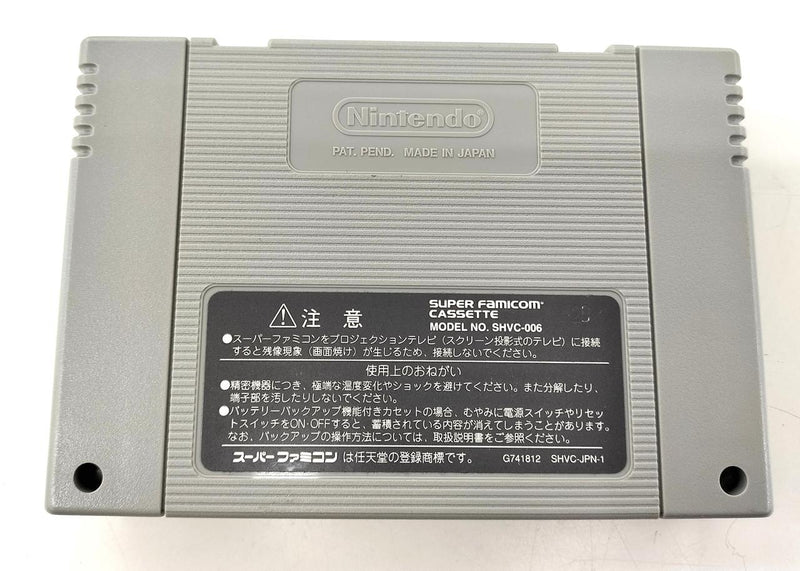 Nintendo®
PAT. PEND. MADE IN JAPAN
注意
SUPER FAMICOM®
CASSETTE
MODEL NO. SHVC-006
●スーパーファミコンをプロジェクションテレビ(スクリーン投影式のテレビ)に接続
すると残像現象(画面焼け)が生じるため、接続しないでください。
使用上のおねがい
●精密機器につき、極端な温度変化やショックを避けてください。また分解したり、
端子部を汚したりしないでください。
●バッテリーバックアップ機能付きカセットの場合、むやみに電源スイッチやリセッ
トスイッチをON・OFFすると、蓄積されている内容が消えてしまうことがあります。
なお、バックアップの操作方法については、取扱説明書をご参照ください。
スーパーファミコンは任天堂の登録商標です。
G741812 SHVC-JPN-1